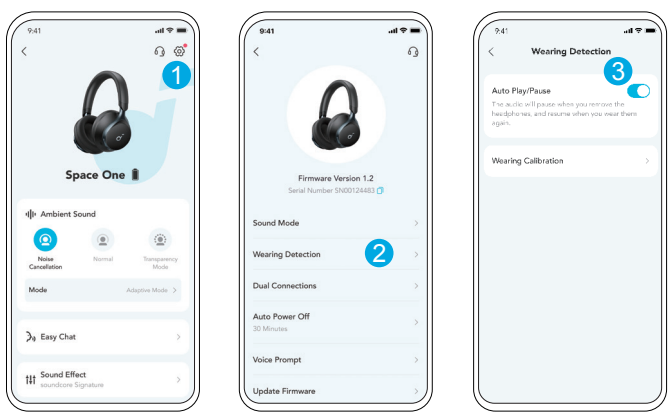 9:41
1
Space One
Ambient Sound
Noise Cancellation
Normal
Transparency Mode
Mode
Adaptive Mode
Easy Chat
Sound Effect
soundcore Signature
9:41
Firmware Version 1.2
Serial Number SN00124483
Sound Mode
Wearing Detection
2
Dual Connections
Auto Power Off
30 Minutes
Voice Prompt
Update Firmware
9:41
Wearing Detection
3
Auto Play/Pause
The audio will pause when you remove the
headphones, and resume when you wear them
again.
Wearing Calibration